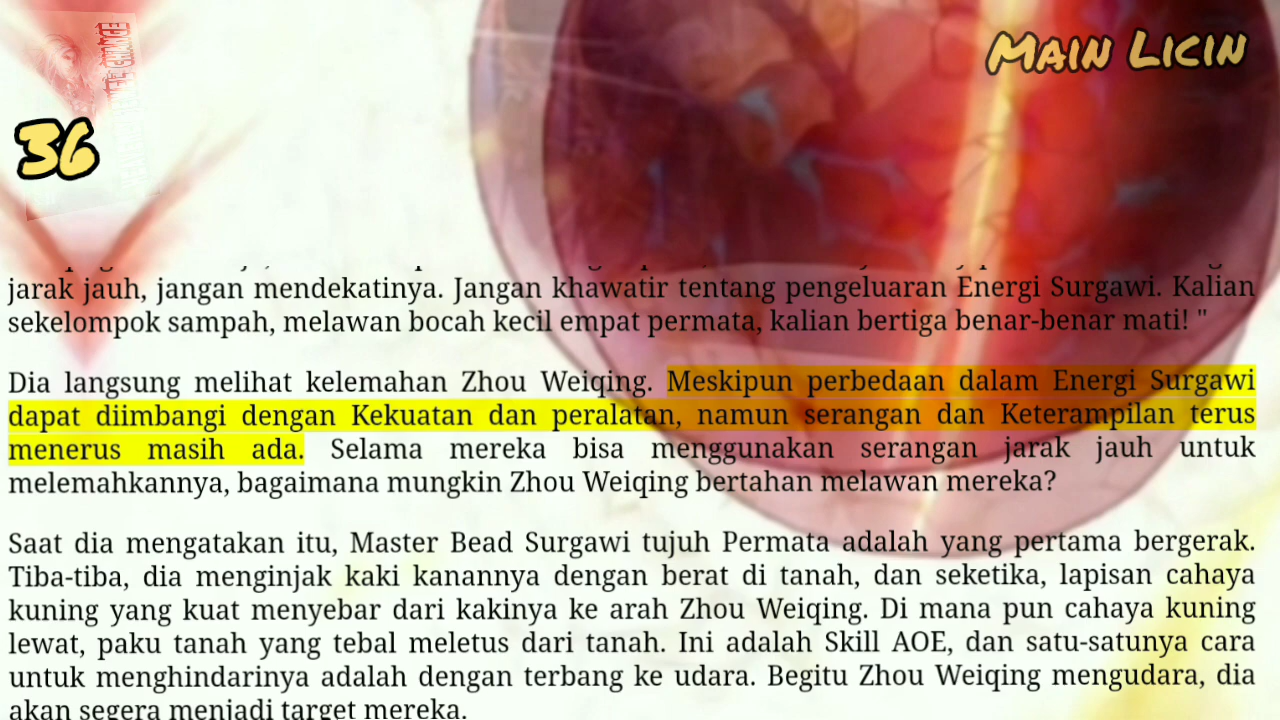 Main Licin
36
jarak jauh, jangan mendekatinya. Jangan khawatir tentang pengeluaran Energi Surgawi. Kalian
sekelompok sampah, melawan bocah kecil empat permata, kalian bertiga benar-benar mati! "
Dia langsung melihat kelemahan Zhou Weiqing. Meskipun perbedaan dalam Energi Surgawi
dapat diimbangi dengan Kekuatan dan peralatan, namun serangan dan Keterampilan terus
menerus masih ada. Selama mereka bisa menggunakan serangan jarak jauh untuk
melemahkannya, bagaimana mungkin Zhou Weiqing bertahan melawan mereka?
Saat dia mengatakan itu, Master Bead Surgawi tujuh Permata adalah yang pertama bergerak.
Tiba-tiba, dia menginjak kaki kanannya dengan berat di tanah, dan seketika, lapisan cahaya
kuning yang kuat menyebar dari kakinya ke arah Zhou Weiqing. Di mana pun cahaya kuning
lewat, paku tanah yang tebal meletus dari tanah. Ini adalah Skill AOE, dan satu-satunya cara
untuk menghindarinya adalah dengan terbang ke udara. Begitu Zhou Weiqing mengudara, dia
akan segera menjadi target mereka.